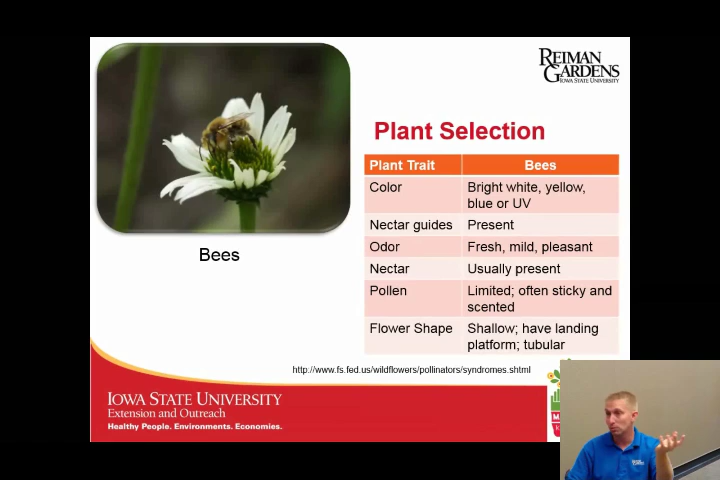 REIMAN
GARDENS
IOWA STATE UNIVERSITY
Plant Selection
Plant Trait Bees
Color Bright white, yellow,
blue or UV
Nectar guides Present
Odor Fresh, mild, pleasant
Nectar Usually present
Pollen Limited; often sticky and
scented
Flower Shape Shallow; have landing
platform; tubular
Bees
http://www.fs.fed.us/wildflowers/pollinators/syndromes.shtml
IOWA STATE UNIVERSITY
Extension and Outreach
Healthy People. Environments. Economies.